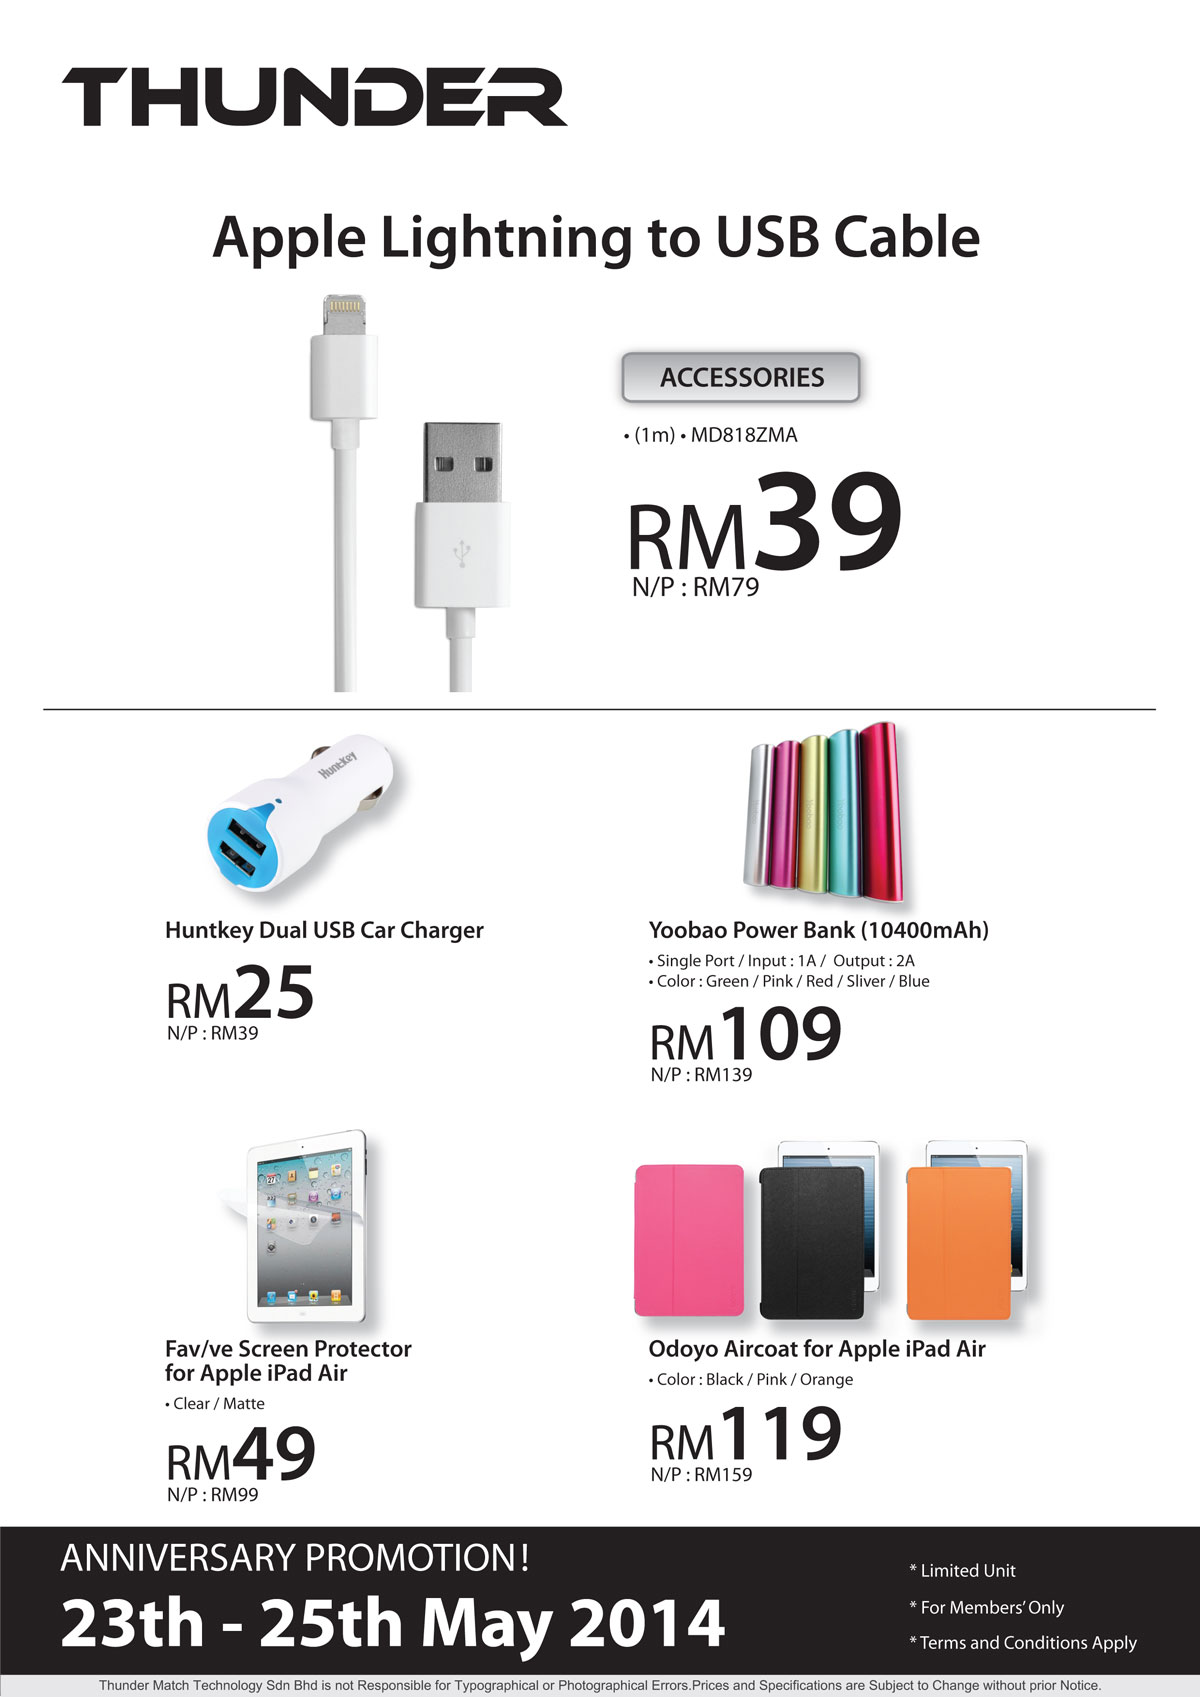 THUNDER
Apple Lightning to USB Cable
ACCESSORIES
• (1m) • MD818ZMA
RM39
N/P : RM79
Huntkey
Huntkey Dual USB Car Charger
RM25
N/P : RM39
Yoobao Power Bank (10400mAh)
• Single Port / Input : 1A / Output : 2A
• Color : Green / Pink / Red / Sliver / Blue
RM109
N/P : RM139
Fav/ve Screen Protector
for Apple iPad Air
• Clear / Matte
RM49
N/P : RM99
Odoyo Aircoat for Apple iPad Air
• Color : Black / Pink / Orange
RM119
N/P : RM159
ANNIVERSARY PROMOTION!
23th - 25th May 2014
* Limited Unit
* For Members' Only
* Terms and Conditions Apply
Thunder Match Technology Sdn Bhd is not Responsible for Typographical or Photographical Errors.Prices and Specifications are Subject to Change without prior Notice.